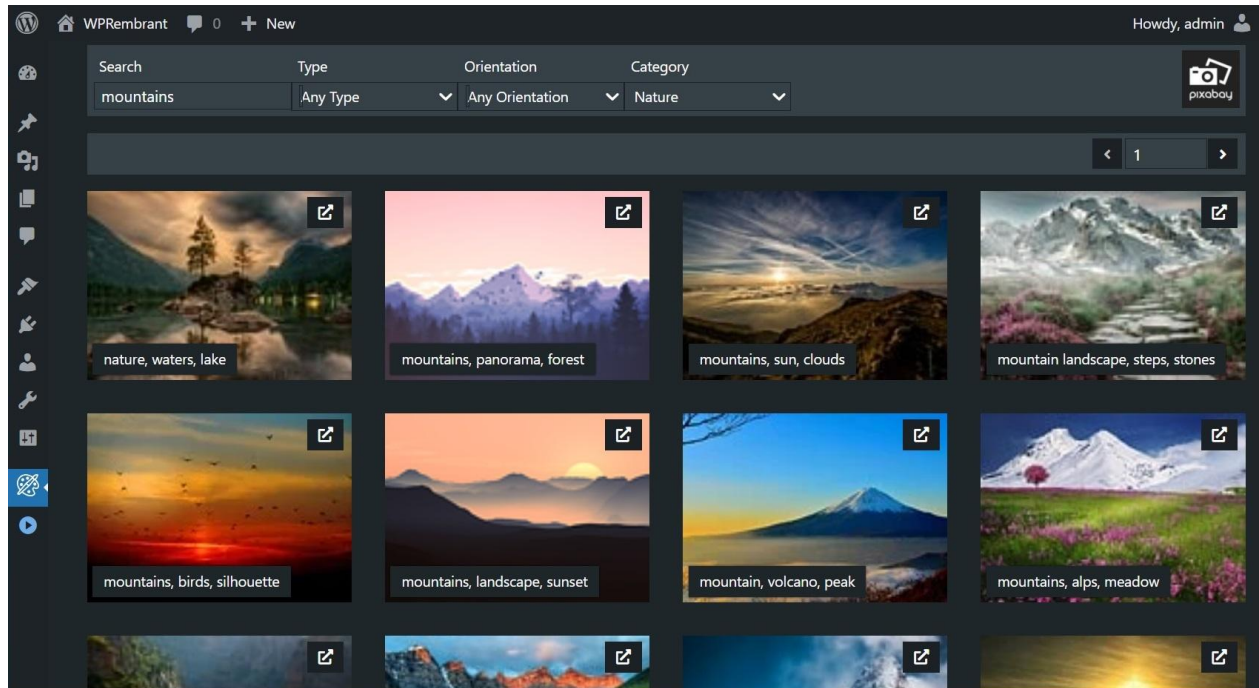 WPRembrant 0 New Howdy, admin
Search Type Orientation Category
mountains Any Type Any Orientation Nature
pixabay
1
nature, waters, lake mountains, panorama, forest mountains, sun, clouds mountain landscape, steps, stones
mountains, birds, silhouette mountains, landscape, sunset mountain, volcano, peak mountains, alps, meadow